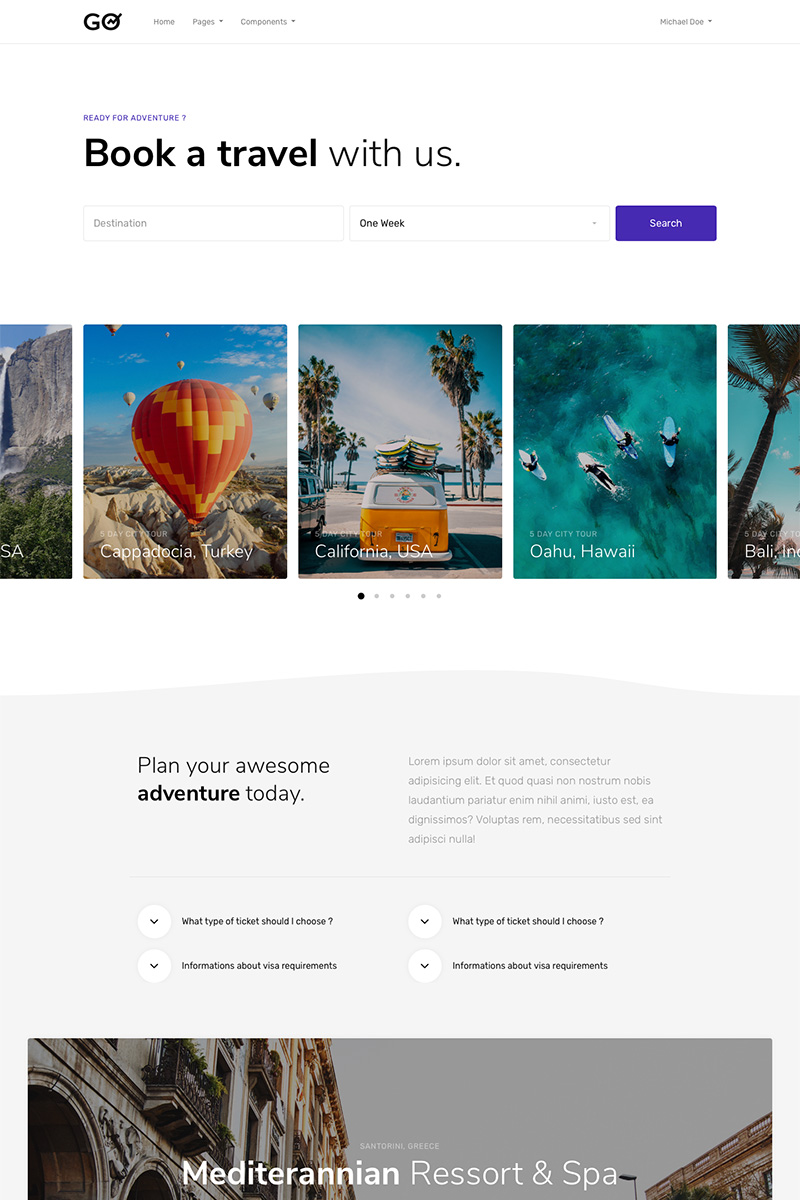 GO
Home Pages Components Michael Doe
READY FOR ADVENTURE ?
Book a travel with us.
Destination One Week Search
5 DAY CITY TOUR 5 DAY CITY TOUR 5 DAY CITY TOUR 5 DAY CI
SA Cappadocia, Turkey California, USA Oahu, Hawaii Bali, In
Plan your awesome
adventure today.
Lorem ipsum dolor sit amet, consectetur
adipisicing elit. Et quod quasi non nostrum nobis
laudantium pariatur enim nihil animi, iusto est, ea
dignissimos? Voluptas rem, necessitatibus sed sint
adipisci nulla!
What type of ticket should I choose ? What type of ticket should I choose ?
Informations about visa requirements Informations about visa requirements
SANTORINI, GREECE
Mediterannian Ressort & Spa